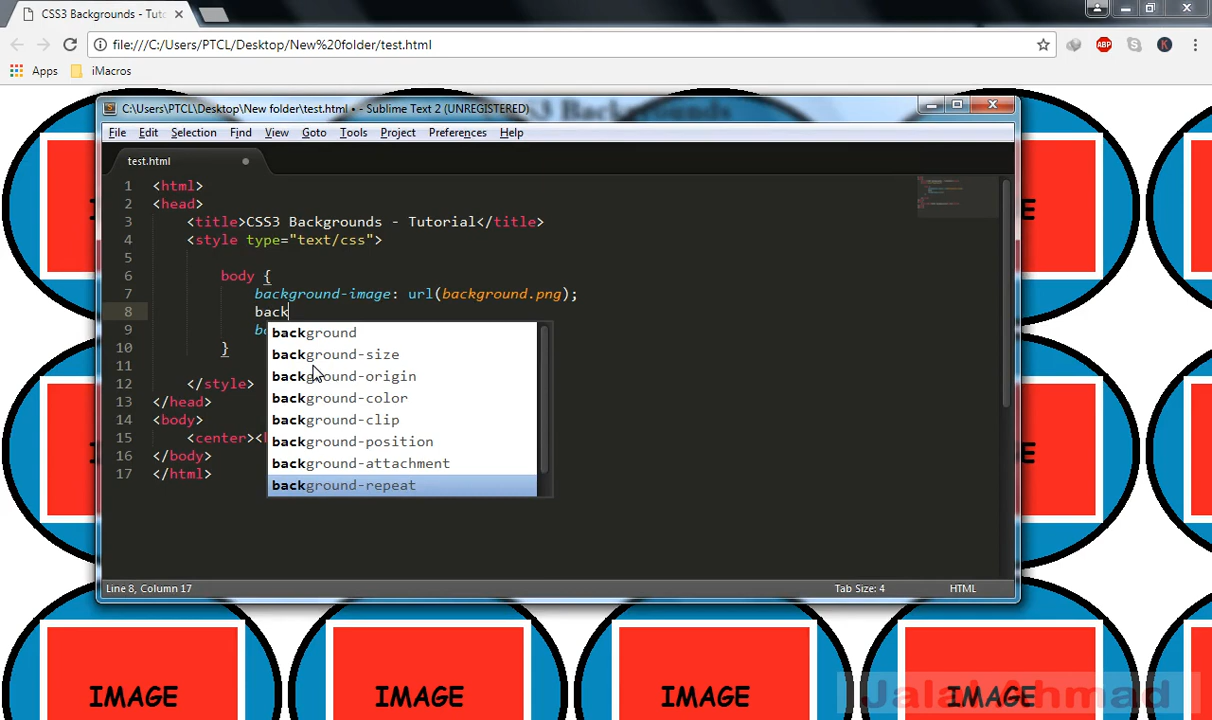 CSS3 Backgrounds - Tuto
file:///C:/Users/PTCL/Desktop/New%20folder/test.html
ABP
K
Apps
iMacros
CSS3 Backgrounds
C:\Users\PTCL\Desktop\New folder\test.html • - Sublime Text 2 (UNREGISTERED)
File Edit Selection Find View Goto Tools Project Preferences Help
test.html
1 <html>
2 <head>
3 <title>CSS3 Backgrounds - Tutorial</title>
4 <style type="text/css">
5
6 body {
7 background-image: url(background.png);
8 back
9
10 }
11
12 </style>
13 </head>
14 <body>
15 <center><
16 </body>
17 </html>
background
background-size
background-origin
background-color
background-clip
background-position
background-attachment
background-repeat
Line 8, Column 17
Tab Size: 4
HTML
IMAGE IMAGE IMAGE IMAGE
Jalal Ahmad